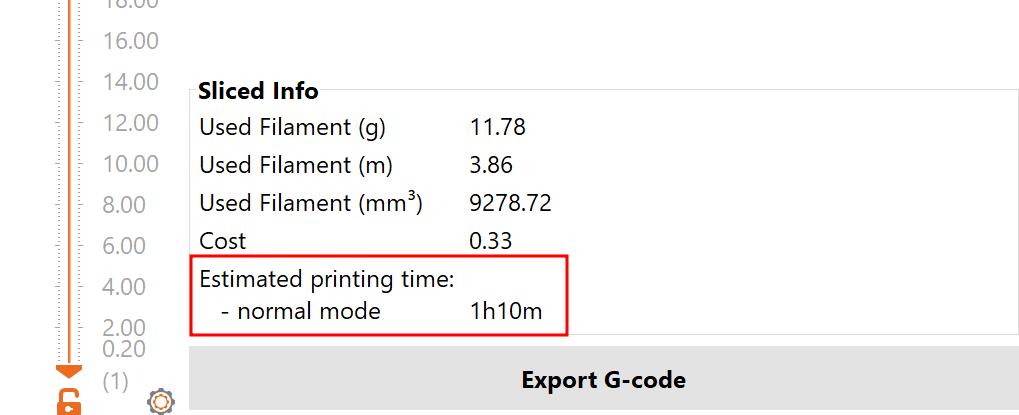 18.00
16.00
14.00
12.00
10.00
8.00
6.00
4.00
2.00
0.20
(1)
Sliced Info
Used Filament (g) 11.78
Used Filament (m) 3.86
Used Filament (mm³) 9278.72
Cost 0.33
Estimated printing time:
- normal mode 1h10m
Export G-code